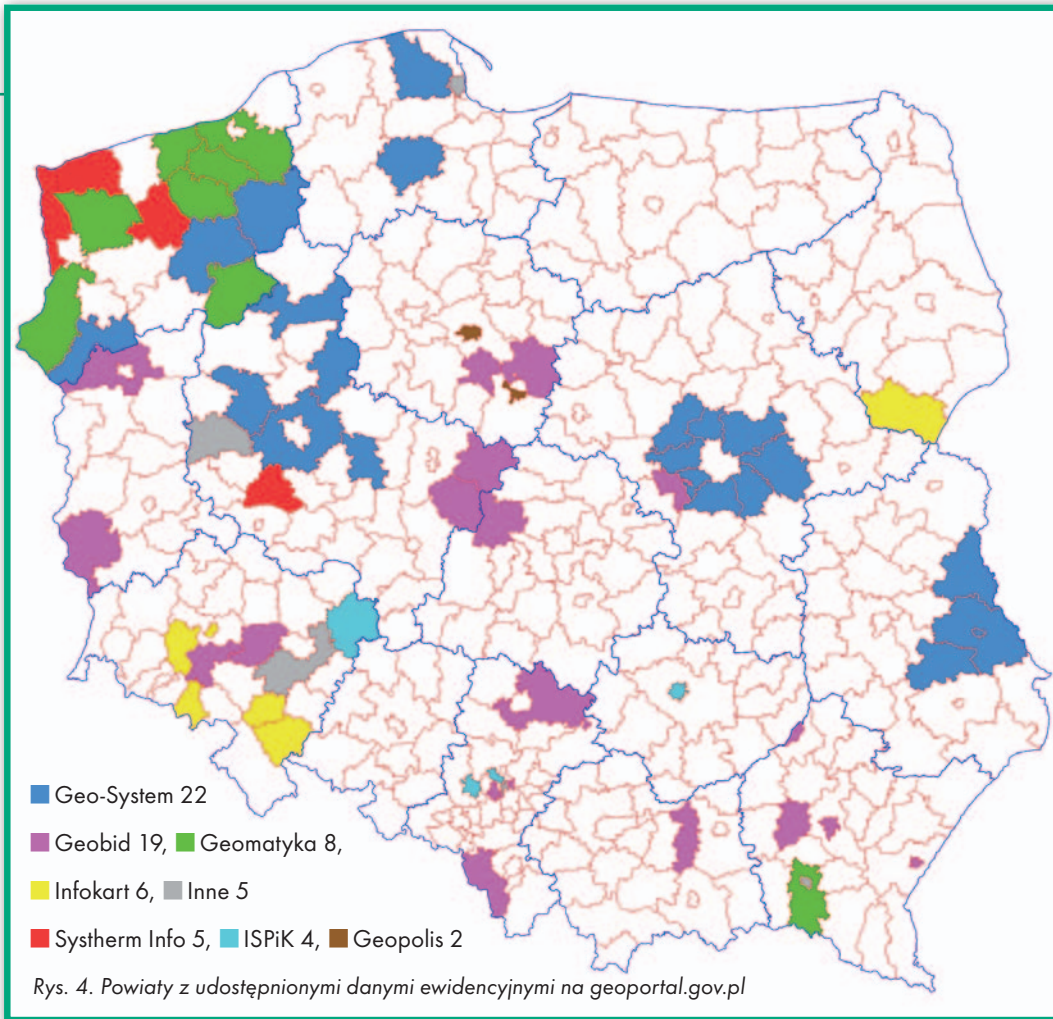 Geo-System 22
Geobid 19, Geomatyka 8,
Infokart 6, Inne 5
Systherm Info 5, ISPiK 4, Geopolis 2
Rys. 4. Powiaty z udostępnionymi danymi ewidencyjnymi na geoportal.gov.pl